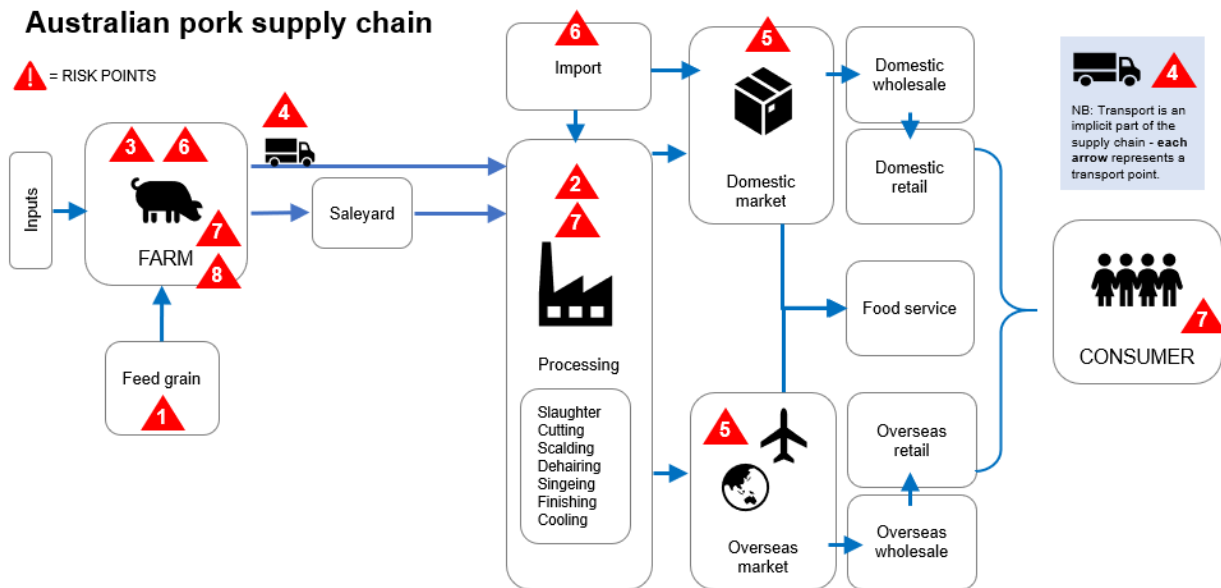 Australian pork supply chain
! = RISK POINTS
6
Import
5
Domestic
market
Domestic
wholesale
Domestic
retail
4
NB: Transport is an
implicit part of the
supply chain - each
arrow represents a
transport point.
Inputs
3
6
7
FARM
8
4
Saleyard
2
7
Processing
Slaughter
Cutting
Scalding
Dehairing
Singeing
Finishing
Cooling
Feed grain
1
Food service
7
CONSUMER
5
Overseas
market
Overseas
retail
Overseas
wholesale